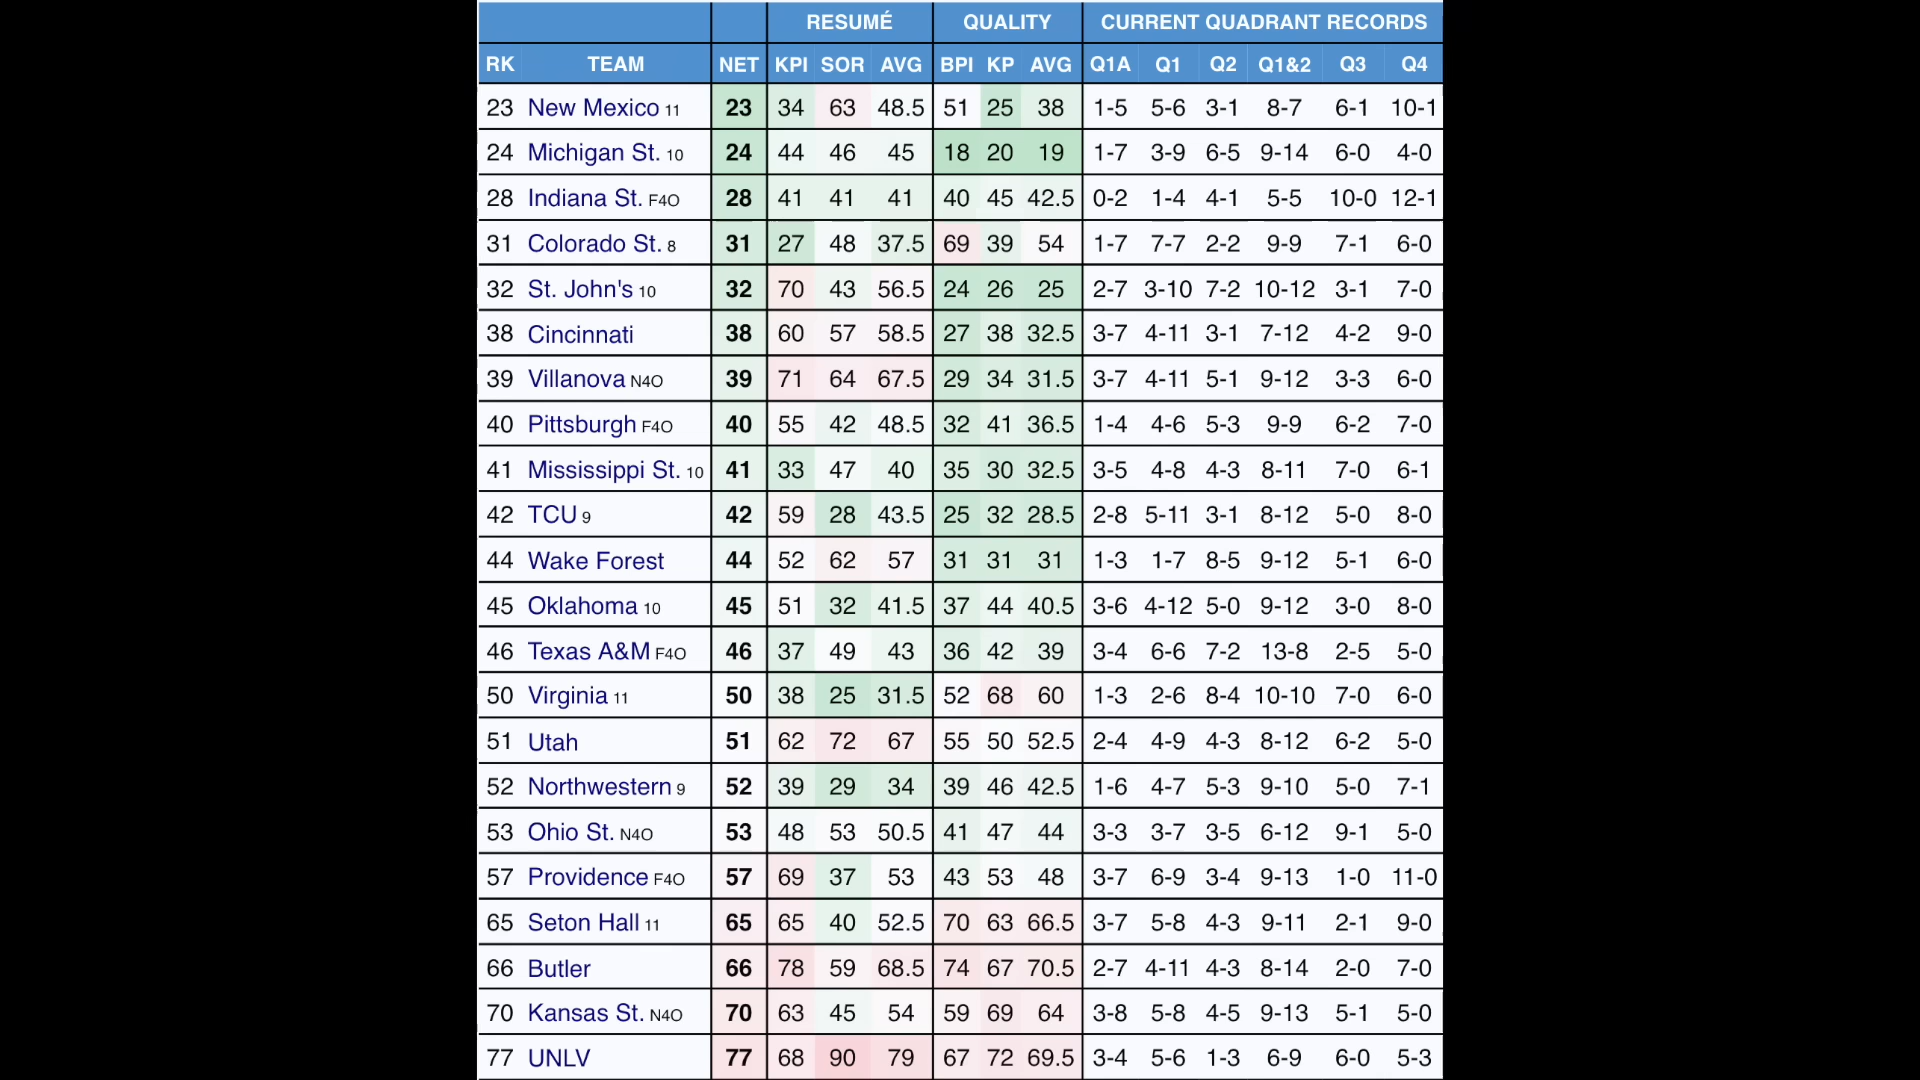 RESUMÉ QUALITY CURRENT QUADRANT RECORDS
RK TEAM NET KPI SOR AVG BPI KP AVG Q1A Q1 Q2 Q1&2 Q3 Q4
23 New Mexico 11 23 34 63 48.5 51 25 38 1-5 5-6 3-1 8-7 6-1 10-1
24 Michigan St. 10 24 44 46 45 18 20 19 1-7 3-9 6-5 9-14 6-0 4-0
28 Indiana St. F4O 28 41 41 41 40 45 42.5 0-2 1-4 4-1 5-5 10-0 12-1
31 Colorado St. 8 31 27 48 37.5 69 39 54 1-7 7-7 2-2 9-9 7-1 6-0
32 St. John's 10 32 70 43 56.5 24 26 25 2-7 3-10 7-2 10-12 3-1 7-0
38 Cincinnati 38 60 57 58.5 27 38 32.5 3-7 4-11 3-1 7-12 4-2 9-0
39 Villanova N4O 39 71 64 67.5 29 34 31.5 3-7 4-11 5-1 9-12 3-3 6-0
40 Pittsburgh F4O 40 55 42 48.5 32 41 36.5 1-4 4-6 5-3 9-9 6-2 7-0
41 Mississippi St. 10 41 33 47 40 35 30 32.5 3-5 4-8 4-3 8-11 7-0 6-1
42 TCU 9 42 59 28 43.5 25 32 28.5 2-8 5-11 3-1 8-12 5-0 8-0
44 Wake Forest 44 52 62 57 31 31 31 1-3 1-7 8-5 9-12 5-1 6-0
45 Oklahoma 10 45 51 32 41.5 37 44 40.5 3-6 4-12 5-0 9-12 3-0 8-0
46 Texas A&M F4O 46 37 49 43 36 42 39 3-4 6-6 7-2 13-8 2-5 5-0
50 Virginia 11 50 38 25 31.5 52 68 60 1-3 2-6 8-4 10-10 7-0 6-0
51 Utah 51 62 72 67 55 50 52.5 2-4 4-9 4-3 8-12 6-2 5-0
52 Northwestern 9 52 39 29 34 39 46 42.5 1-6 4-7 5-3 9-10 5-0 7-1
53 Ohio St. N4O 53 48 53 50.5 41 47 44 3-3 3-7 3-5 6-12 9-1 5-0
57 Providence F4O 57 69 37 53 43 53 48 3-7 6-9 3-4 9-13 1-0 11-0
65 Seton Hall 11 65 65 40 52.5 70 63 66.5 3-7 5-8 4-3 9-11 2-1 9-0
66 Butler 66 78 59 68.5 74 67 70.5 2-7 4-11 4-3 8-14 2-0 7-0
70 Kansas St. N4O 70 63 45 54 59 69 64 3-8 5-8 4-5 9-13 5-1 5-0
77 UNLV 77 68 90 79 67 72 69.5 3-4 5-6 1-3 6-9 6-0 5-3